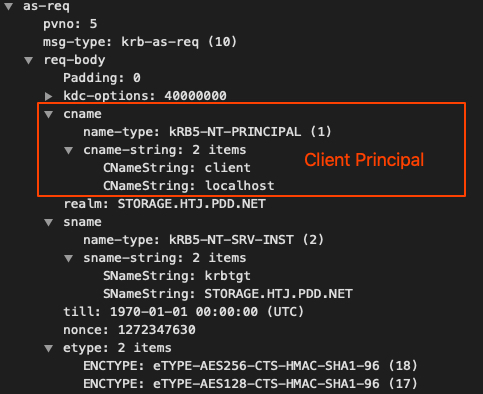 as-req
pvno: 5
msg-type: krb-as-req (10)
req-body
Padding: 0
kdc-options: 40000000
cname
name-type: kRB5-NT-PRINCIPAL (1)
cname-string: 2 items
Client Principal
CNameString: client
CNameString: localhost
realm: STORAGE.HTJ.PDD.NET
sname
name-type: kRB5-NT-SRV-INST (2)
sname-string: 2 items
SNameString: krbtgt
SNameString: STORAGE.HTJ.PDD.NET
till: 1970-01-01 00:00:00 (UTC)
nonce: 1272347630
etype: 2 items
ENCTYPE: eTYPE-AES256-CTS-HMAC-SHA1-96 (18)
ENCTYPE: eTYPE-AES128-CTS-HMAC-SHA1-96 (17)